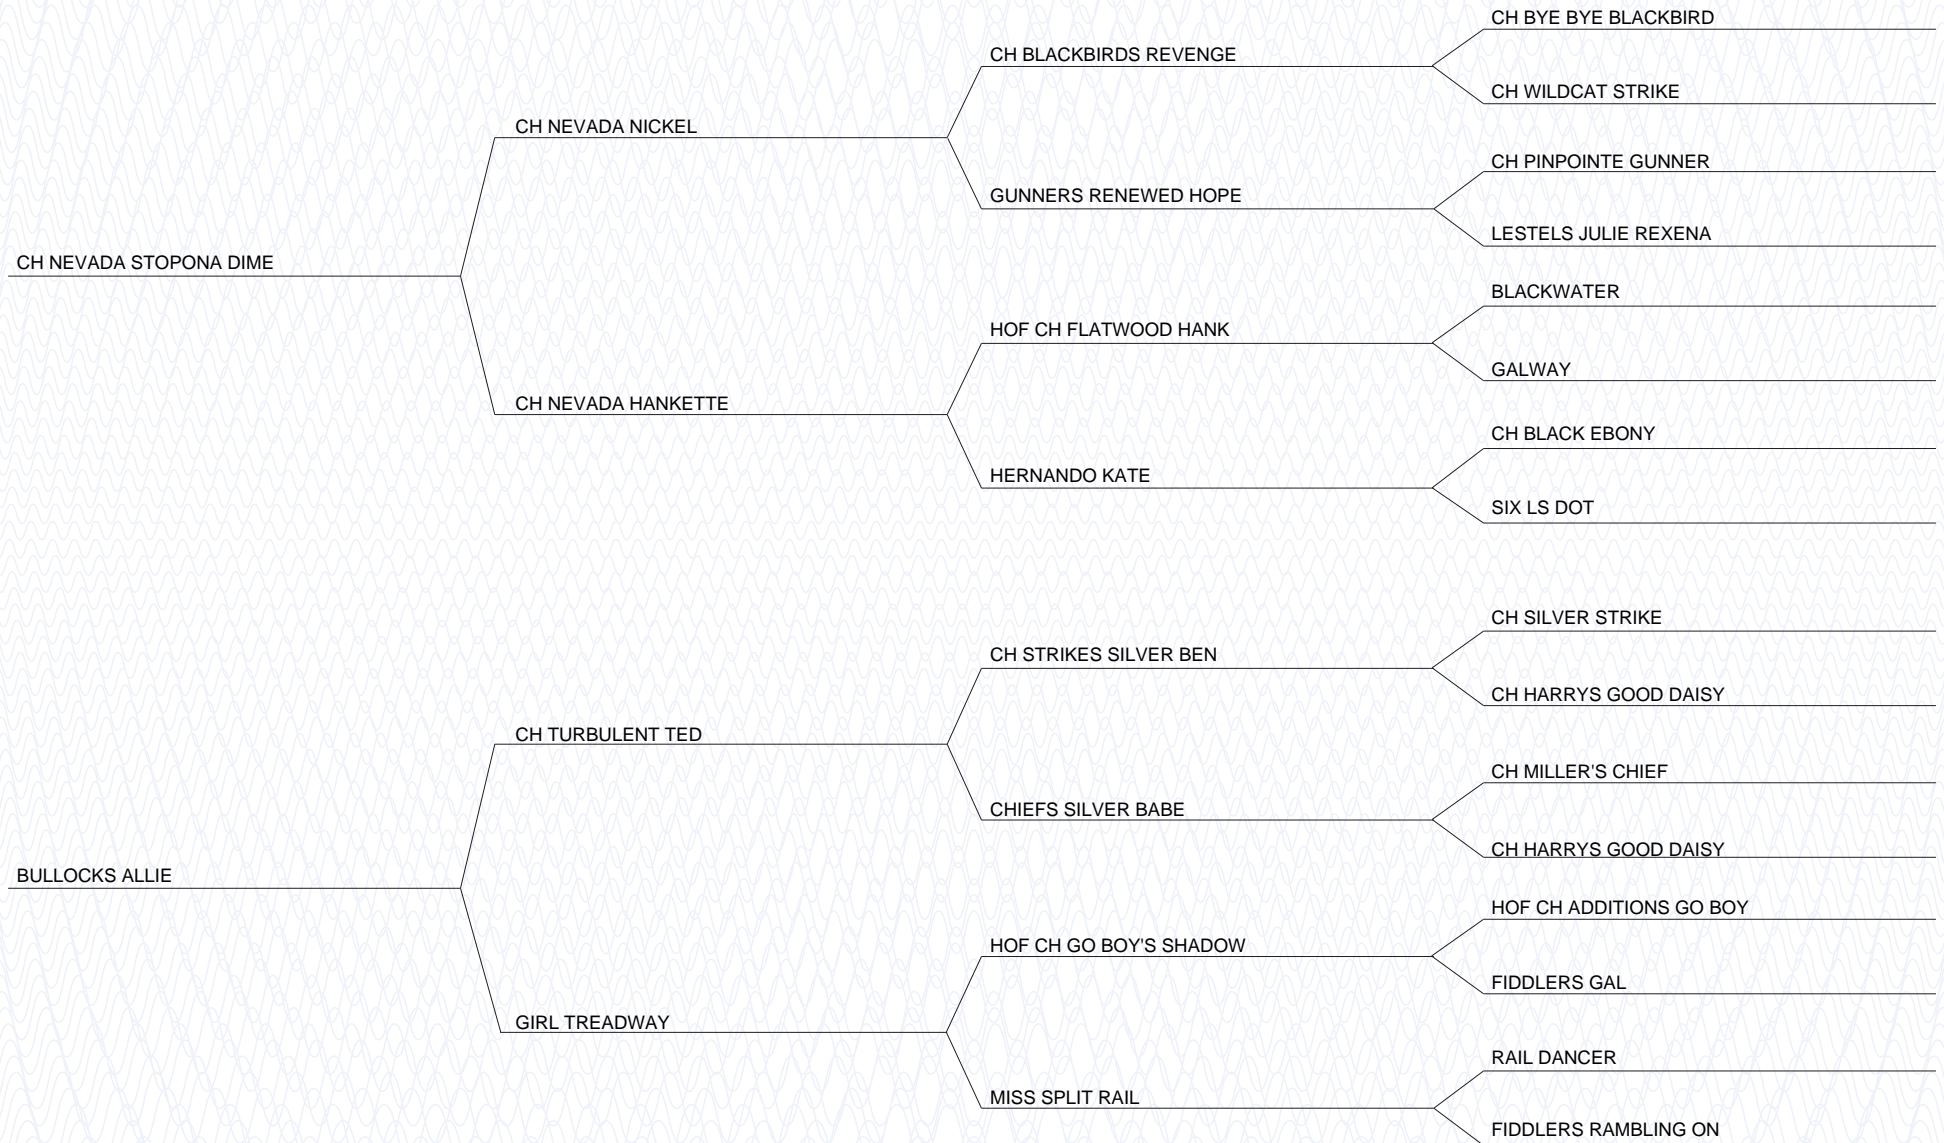 CH BYE BYE BLACKBIRD
CH BLACKBIRDS REVENGE
CH WILDCAT STRIKE
CH NEVADA NICKEL
CH PINPOINTE GUNNER
GUNNERS RENEWED HOPE
LESTELS JULIE REXENA
CH NEVADA STOPONA DIME
BLACKWATER
HOF CH FLATWOOD HANK
GALWAY
CH NEVADA HANKETTE
CH BLACK EBONY
HERNANDO KATE
SIX LS DOT
CH SILVER STRIKE
CH STRIKES SILVER BEN
CH HARRYS GOOD DAISY
CH TURBULENT TED
CH MILLER'S CHIEF
CHIEFS SILVER BABE
CH HARRYS GOOD DAISY
BULLOCKS ALLIE
HOF CH ADDITIONS GO BOY
HOF CH GO BOY'S SHADOW
FIDDLERS GAL
GIRL TREADWAY
RAIL DANCER
MISS SPLIT RAIL
FIDDLERS RAMBLING ON